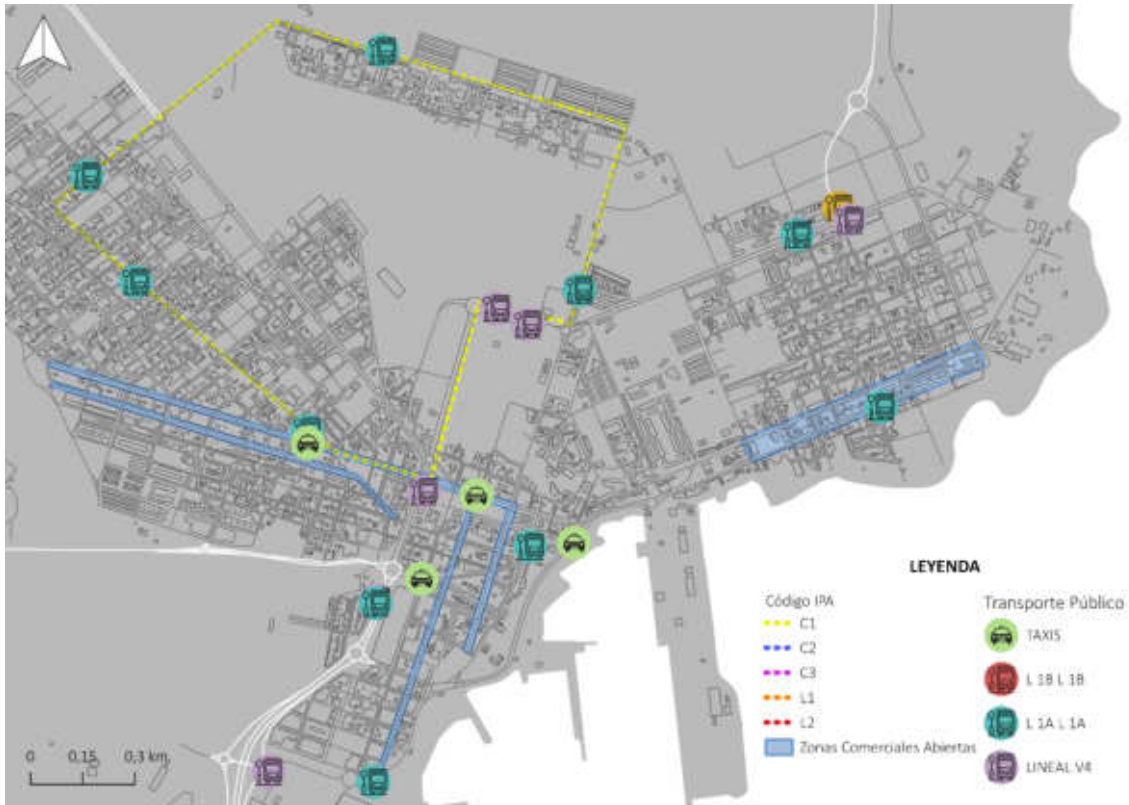 LEYENDA
Código IPA
C1
C2
C3
L1
L2
Zonas Comerciales Abiertas
Transporte Público
TAXIS
L 1B L 1B
L 1A L 1A
LINEAL V4
0 0,15 0,3 km